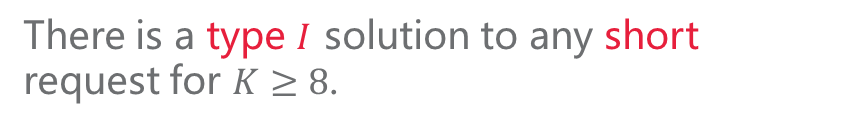 There is a type I solution to any short
request for K ≥ 8.